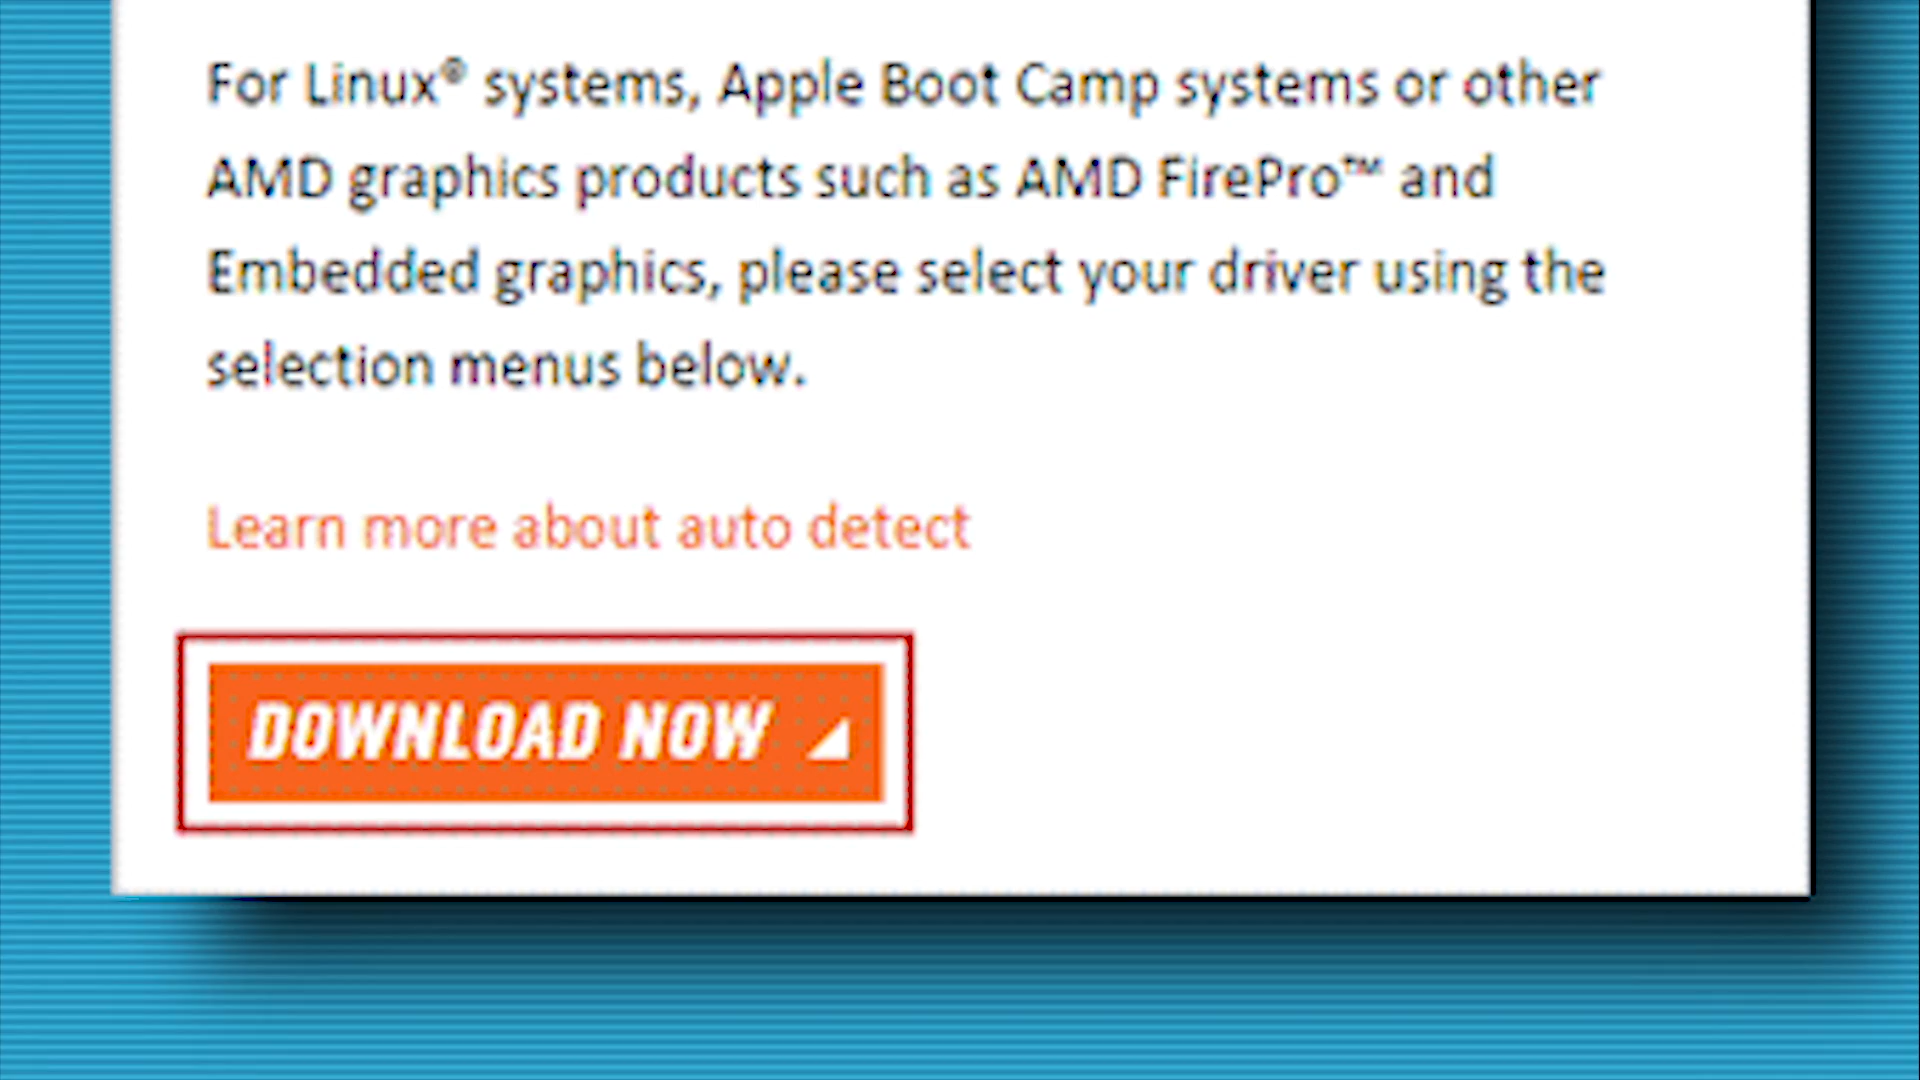 For Linux® systems, Apple Boot Camp systems or other
AMD graphics products such as AMD FirePro™ and
Embedded graphics, please select your driver using the
selection menus below.
Learn more about auto detect
DOWNLOAD NOW